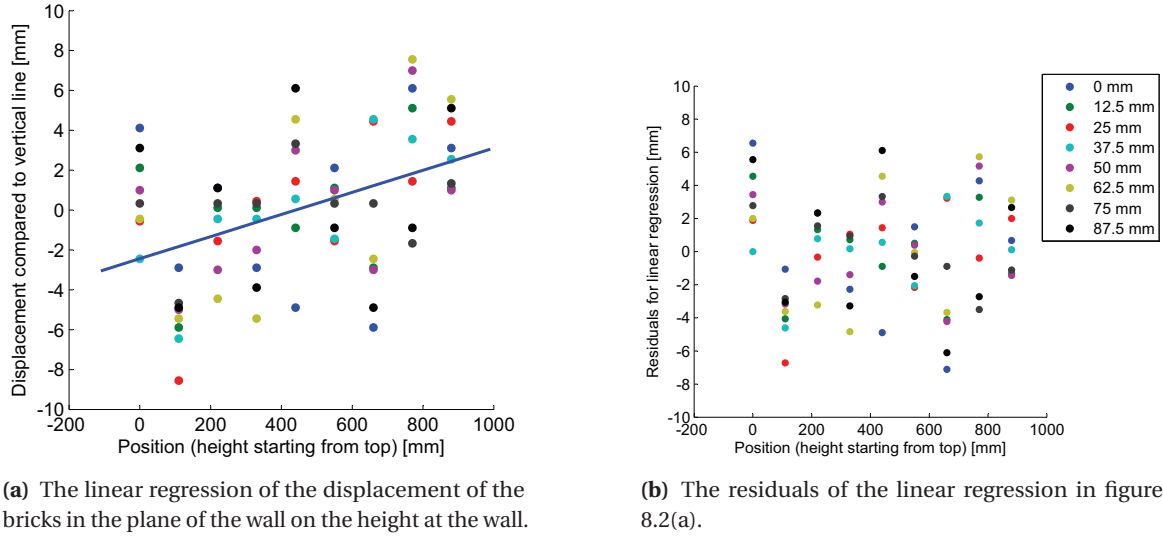 10
8
6
4
2
0
-2
-4
-6
-8
-10
Displacement compared to vertical line [mm]
-200 0 200 400 600 800 1000
Position (height starting from top) [mm]
(a) The linear regression of the displacement of the
bricks in the plane of the wall on the height at the wall.
10
8
6
4
2
0
-2
-4
-6
-8
-10
Residuals for linear regression [mm]
-200 0 200 400 600 800 1000
Position (height starting from top) [mm]
0 mm
12.5 mm
25 mm
37.5 mm
50 mm
62.5 mm
75 mm
87.5 mm
(b) The residuals of the linear regression in figure
8.2(a).